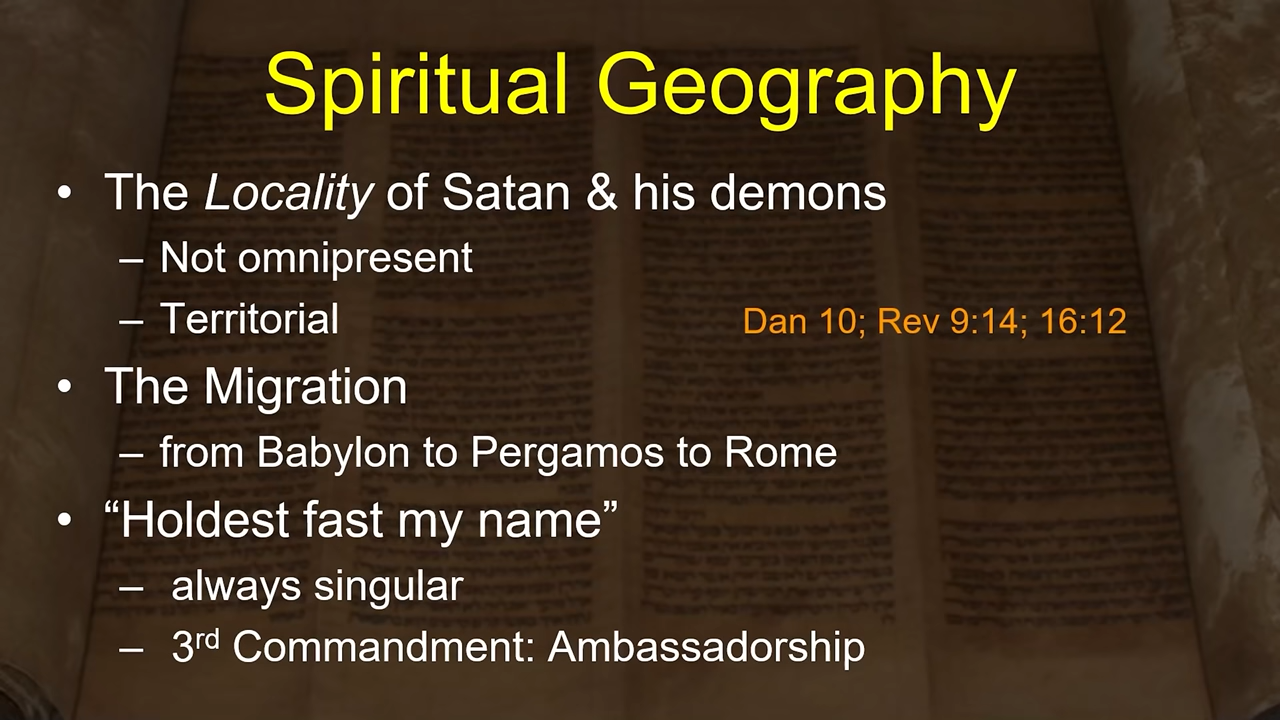 Spiritual Geography
• The Locality of Satan & his demons
– Not omnipresent
– Territorial Dan 10; Rev 9:14; 16:12
• The Migration
– from Babylon to Pergamos to Rome
• “Holdest fast my name”
– always singular
– 3rd Commandment: Ambassadorship